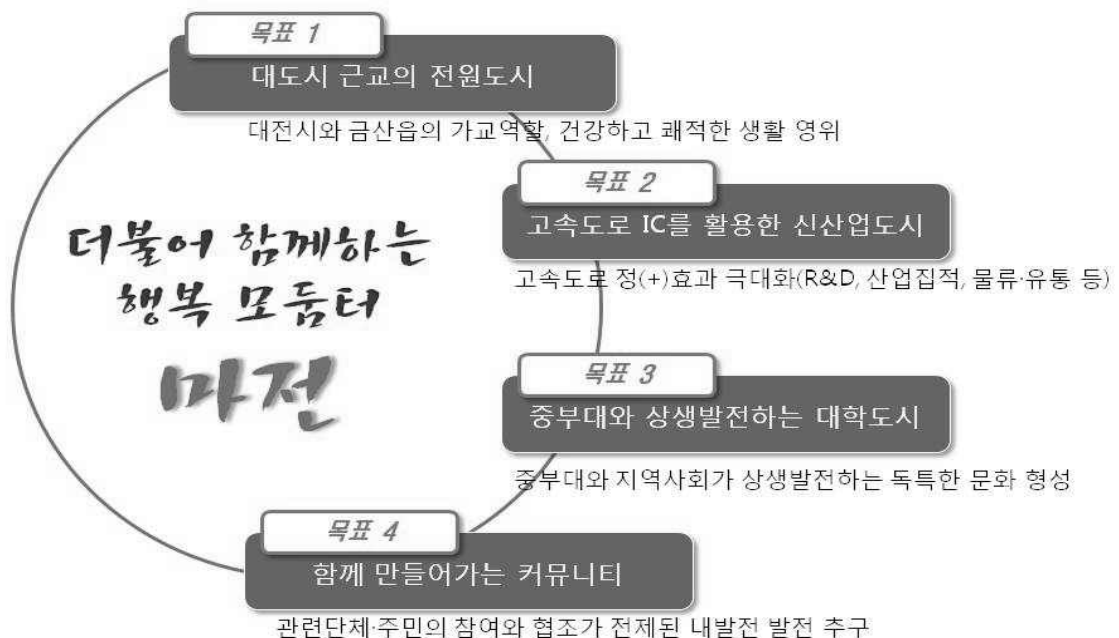 목표 1
대도시 근교의 전원도시
대전시와 금산읍의 가교역할, 건강하고 쾌적한 생활 영위
목표 2
고속도로 IC를 활용한 신산업도시
고속도로 정(+)효과 극대화(R&D, 산업집적, 물류·유통 등)
더불어 함께하는
행복 모둠터
마전
목표 3
중부대와 상생발전하는 대학도시
중부대와 지역사회가 상생발전하는 독특한 문화 형성
목표 4
함께 만들어가는 커뮤니티
관련단체·주민의 참여와 협조가 전제된 내발전 발전 추구